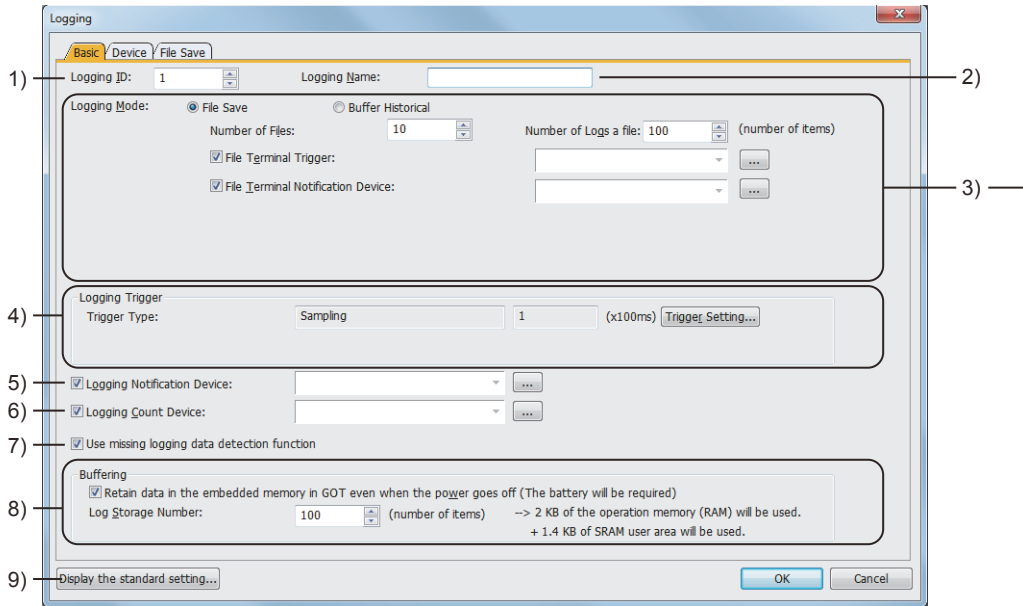 Logging
x
Basic Device File Save
1) Logging ID: 1 Logging Name: 2)
Logging Mode: File Save Buffer Historical
Number of Files: 10 Number of Logs a file: 100 (number of items)
File Terminal Trigger: ...
File Terminal Notification Device: ... 3)
Logging Trigger
4) Trigger Type: Sampling 1 (x100ms) Trigger Setting...
5) Logging Notification Device: ...
6) Logging Count Device: ...
7) Use missing logging data detection function
Buffering
Retain data in the embedded memory in GOT even when the power goes off (The battery will be required)
8) Log Storage Number: 100 (number of items) --> 2 KB of the operation memory (RAM) will be used.
+ 1.4 KB of SRAM user area will be used.
9) Display the standard setting... OK Cancel